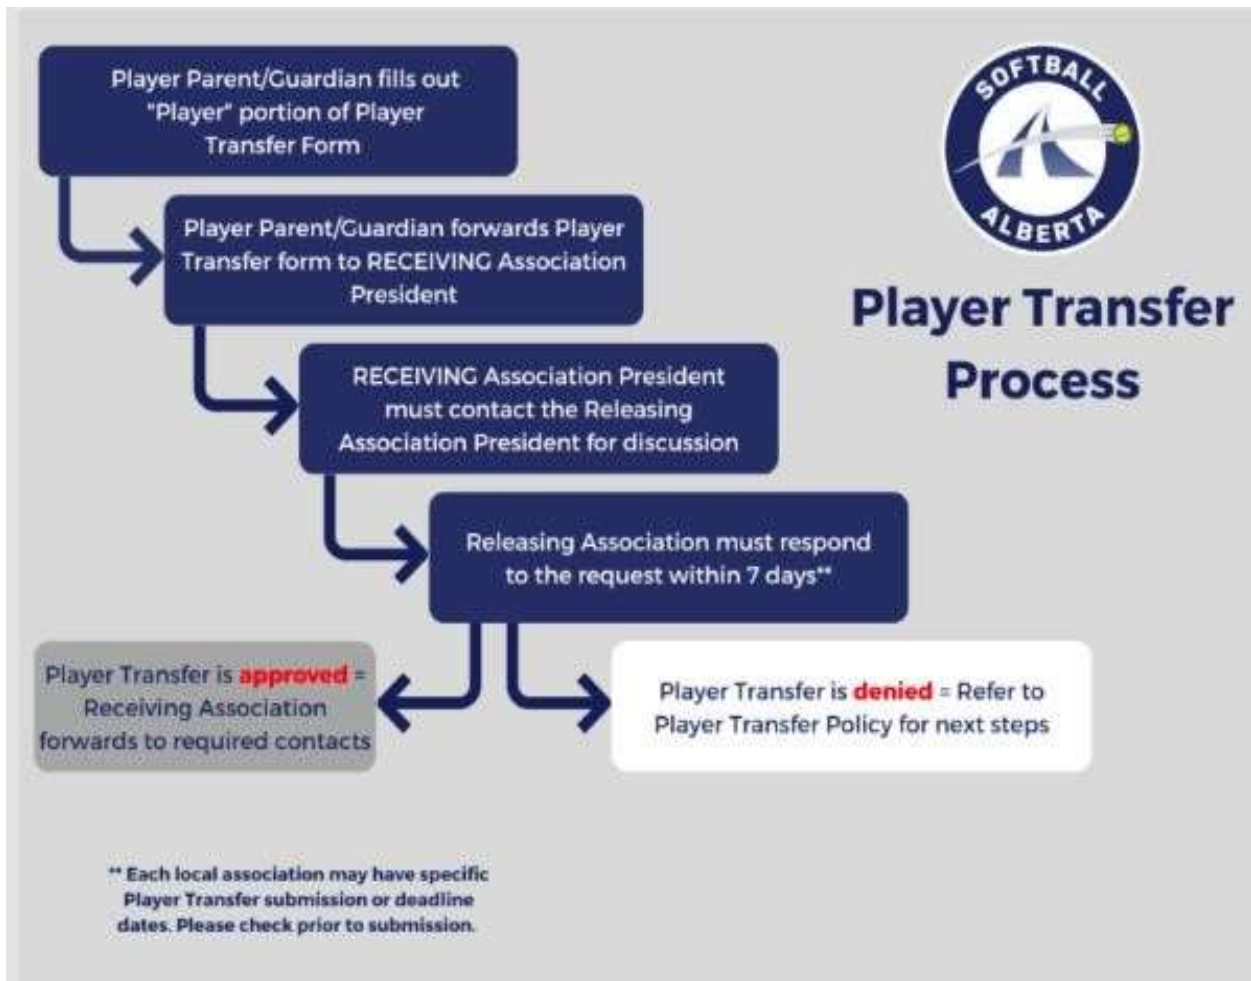 Player Parent/Guardian fills out
"Player" portion of Player
Transfer Form
SOFTBALL
ALBERTA
Player Transfer
Process
Player Parent/Guardian forwards Player
Transfer form to RECEIVING Association
President
RECEIVING Association President
must contact the Releasing
Association President for discussion
Releasing Association must respond
to the request within 7 days**
Player Transfer is approved =
Receiving Association
forwards to required contacts
Player Transfer is denied = Refer to
Player Transfer Policy for next steps
** Each local association may have specific
Player Transfer submission or deadline
dates. Please check prior to submission.